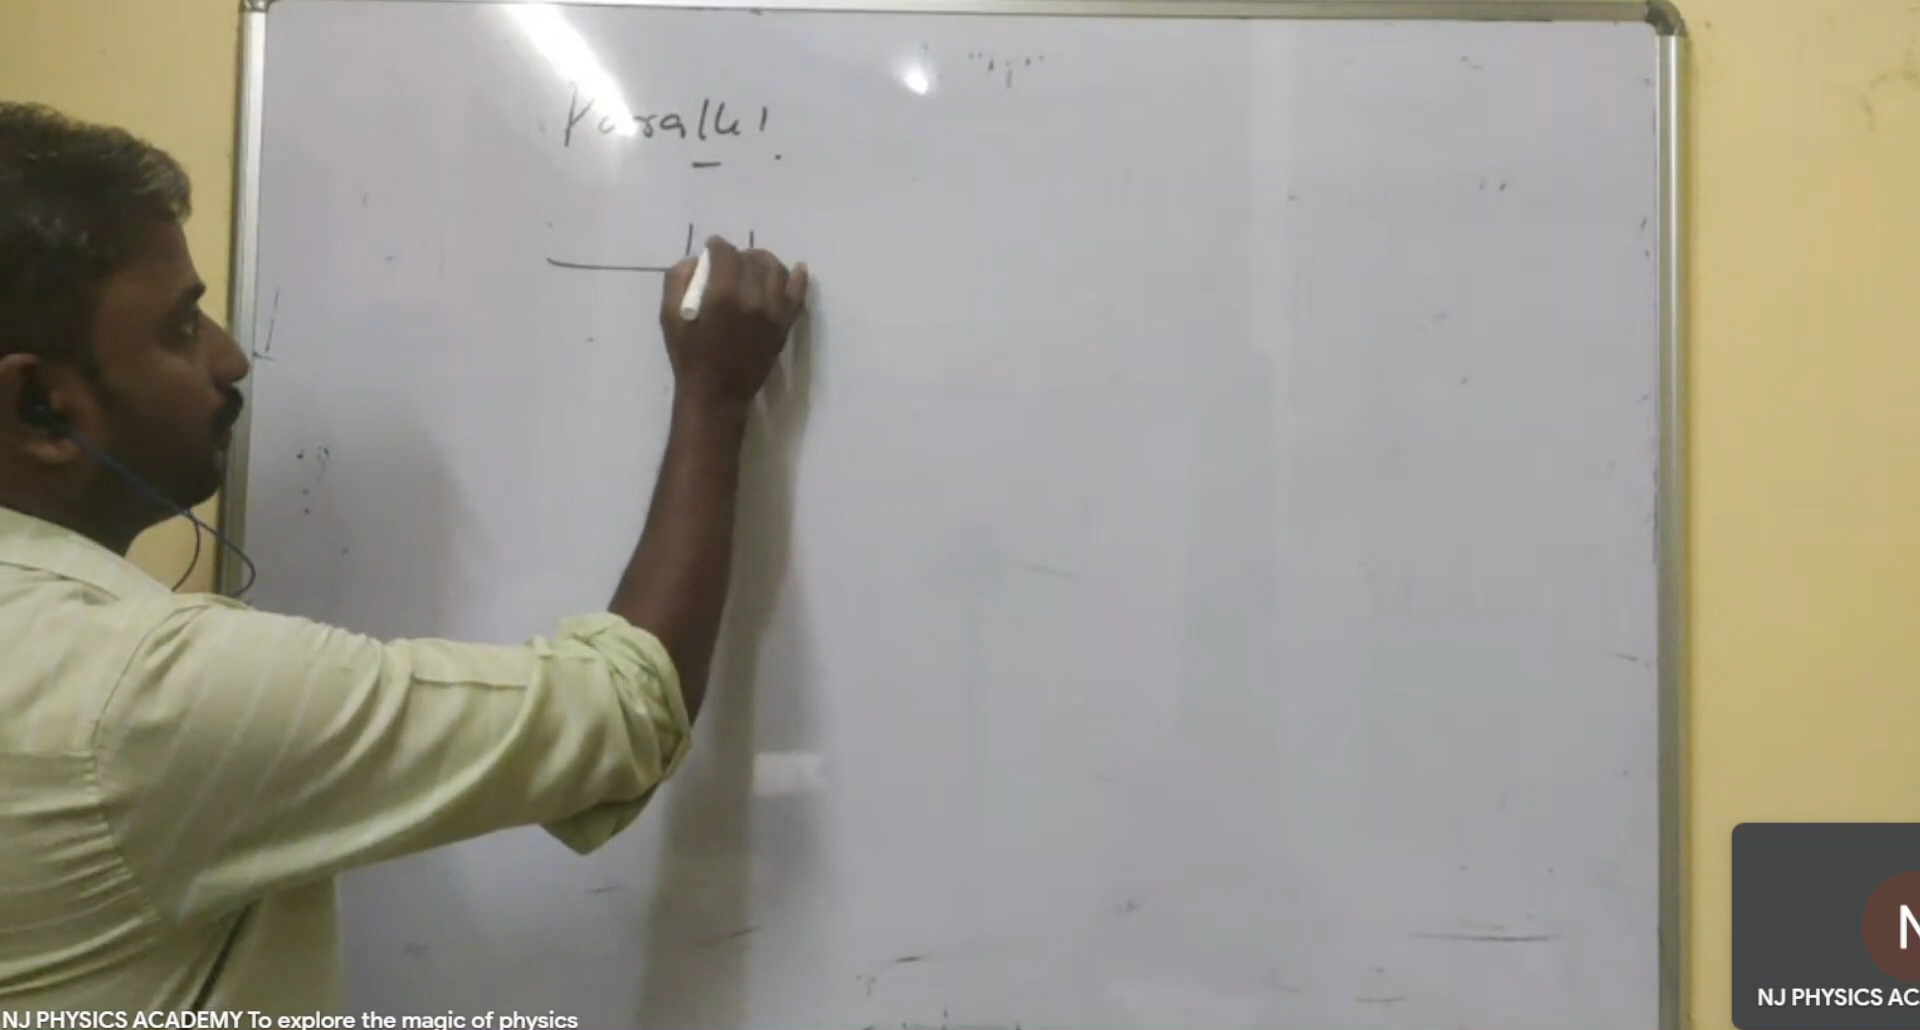 Parallel
NJ PHYSICS AC
NJ PHYSICS ACADEMY To explore the magic of physics